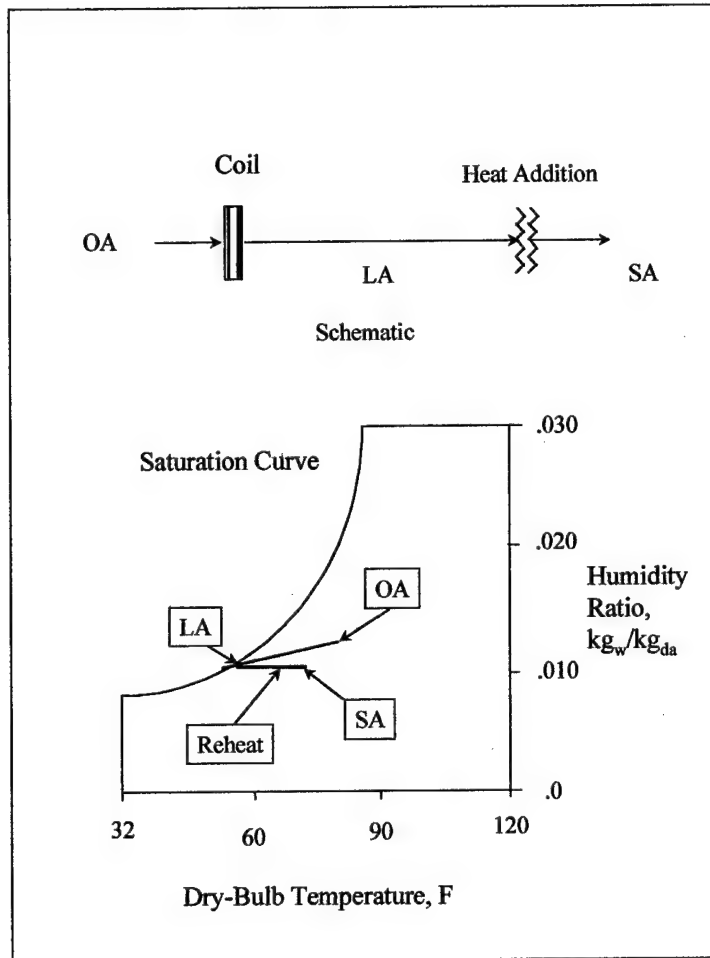 Coil
Heat Addition
OA
LA
SA
Schematic
.030
Saturation Curve
.020
OA
Humidity
Ratio,
kgw/kgda
LA
.010
SA
Reheat
.0
32
60
90
120
Dry-Bulb Temperature, F